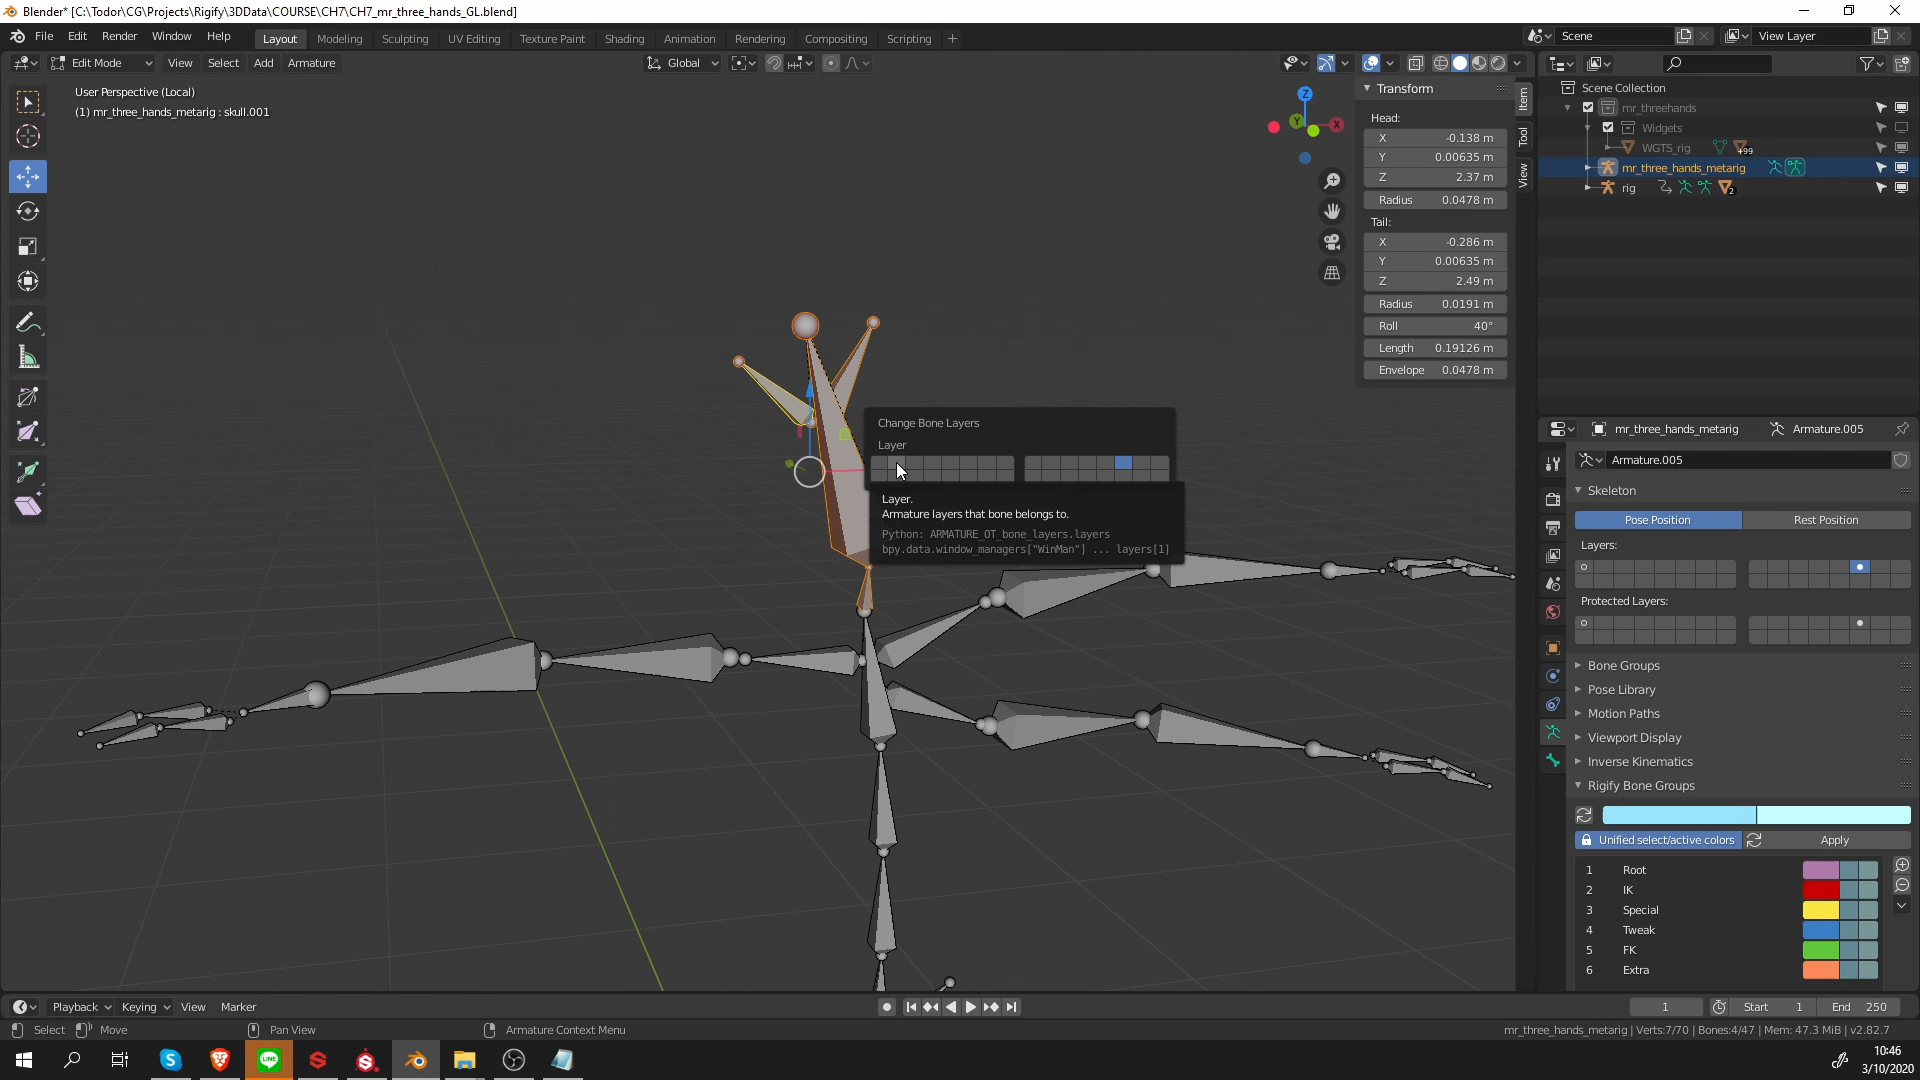 Blender* [C:\Todor\CG\Projects\Rigify\3DData\COURSE\CH7\CH7_mr_three_hands_GL.blend]
File Edit Render Window Help Layout Modeling Sculpting UV Editing Texture Paint Shading Animation Rendering Compositing Scripting + Scene View Layer
Edit Mode View Select Add Armature Global
User Perspective (Local)
(1) mr_three_hands_metarig : skull.001
Z
Y
X
Item
Tool
View
Transform
Head:
X -0.138 m
Y 0.00635 m
Z 2.37 m
Radius 0.0478 m
Tail:
X -0.286 m
Y 0.00635 m
Z 2.49 m
Radius 0.0191 m
Roll 40°
Length 0.19126 m
Envelope 0.0478 m
Scene Collection
mr_threehands
Widgets
WGTS_rig +99
mr_three_hands_metarig
rig 2
Change Bone Layers
Layer
Layer.
Armature layers that bone belongs to.
Python: ARMATURE_OT_bone_layers.layers
bpy.data.window_managers["WinMan"] ... layers[1]
mr_three_hands_metarig Armature.005
Armature.005
Skeleton
Pose Position Rest Position
Layers:
Protected Layers:
Bone Groups
Pose Library
Motion Paths
Viewport Display
Inverse Kinematics
Rigify Bone Groups
Unified select/active colors Apply
1 Root
2 IK
3 Special
4 Tweak
5 FK
6 Extra
Playback Keying View Marker 1 Start 1 End 250
Select Move Pan View Armature Context Menu mr_three_hands_metarig | Verts:7/70 | Bones:4/47 | Mem: 47.3 MiB | v2.82.7
LINE
10:46
3/10/2020